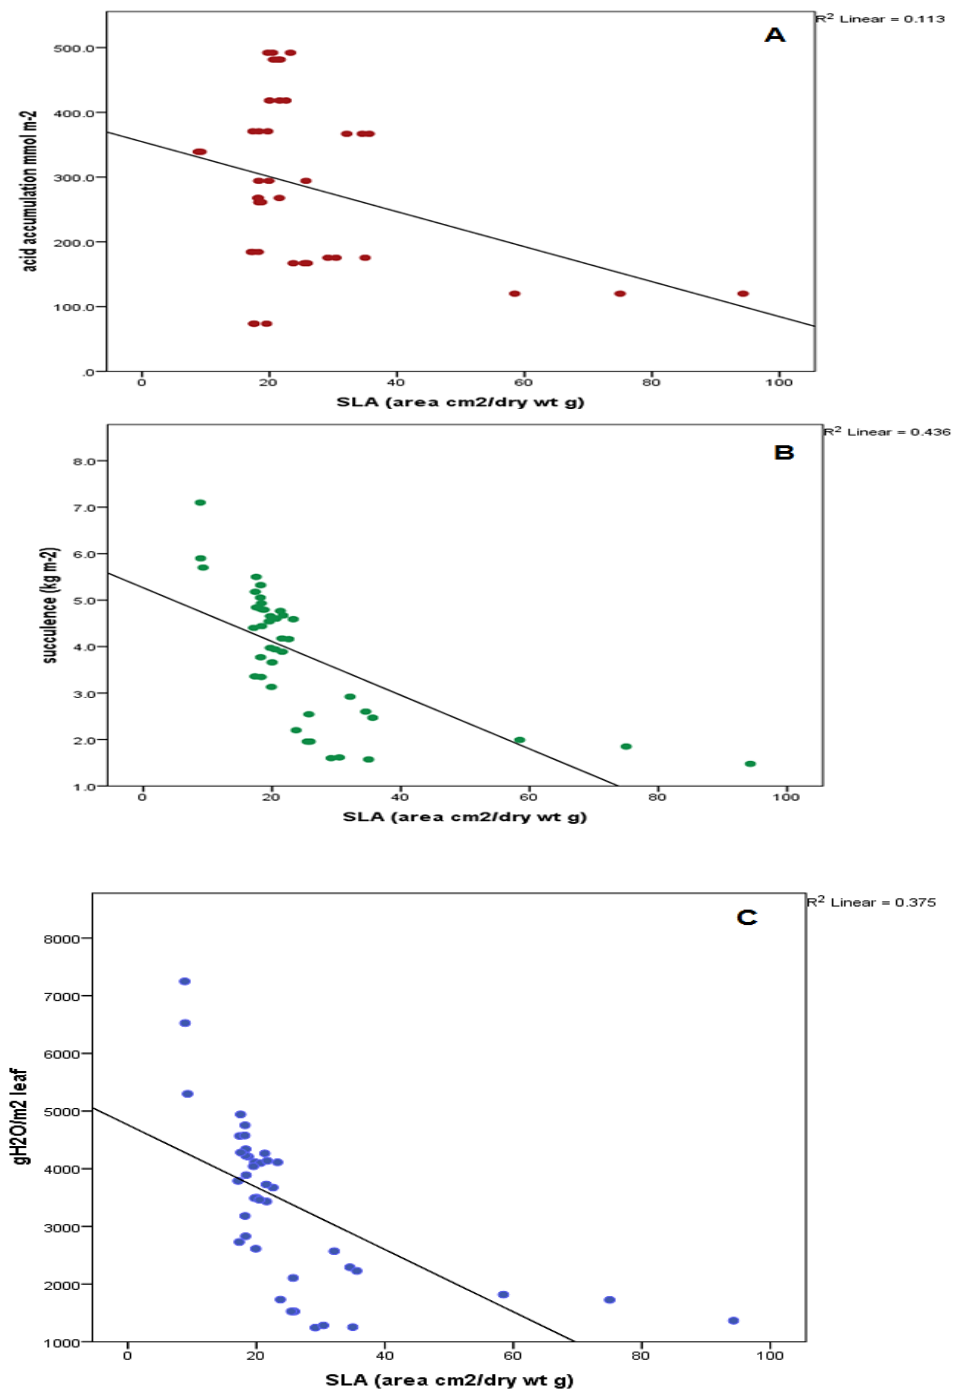 A
R2 Linear = 0.113
500.0
400.0
300.0
200.0
100.0
.0
acid accumulation mmol m-2
0 20 40 60 80 100
SLA (area cm2/dry wt g)
B
R2 Linear = 0.436
8.0
7.0
6.0
5.0
4.0
3.0
2.0
1.0
succulence (kg m-2)
0 20 40 60 80 100
SLA (area cm2/dry wt g)
C
R2 Linear = 0.375
8000
7000
6000
5000
4000
3000
2000
1000
gH2O/m2 leaf
0 20 40 60 80 100
SLA (area cm2/dry wt g)